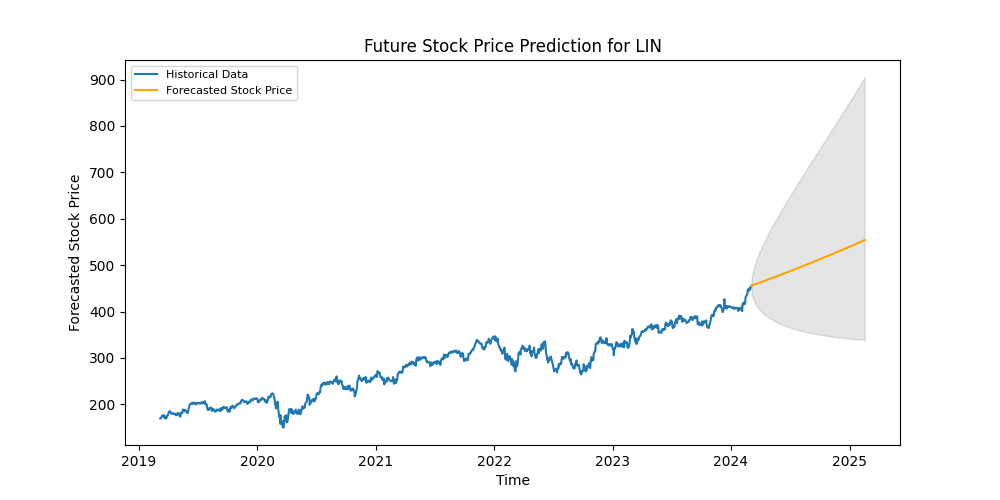 Future Stock Price Prediction for LIN
Historical Data
Forecasted Stock Price
Forecasted Stock Price
900
800
700
600
500
400
300
200
2019 2020 2021 2022 2023 2024 2025
Time